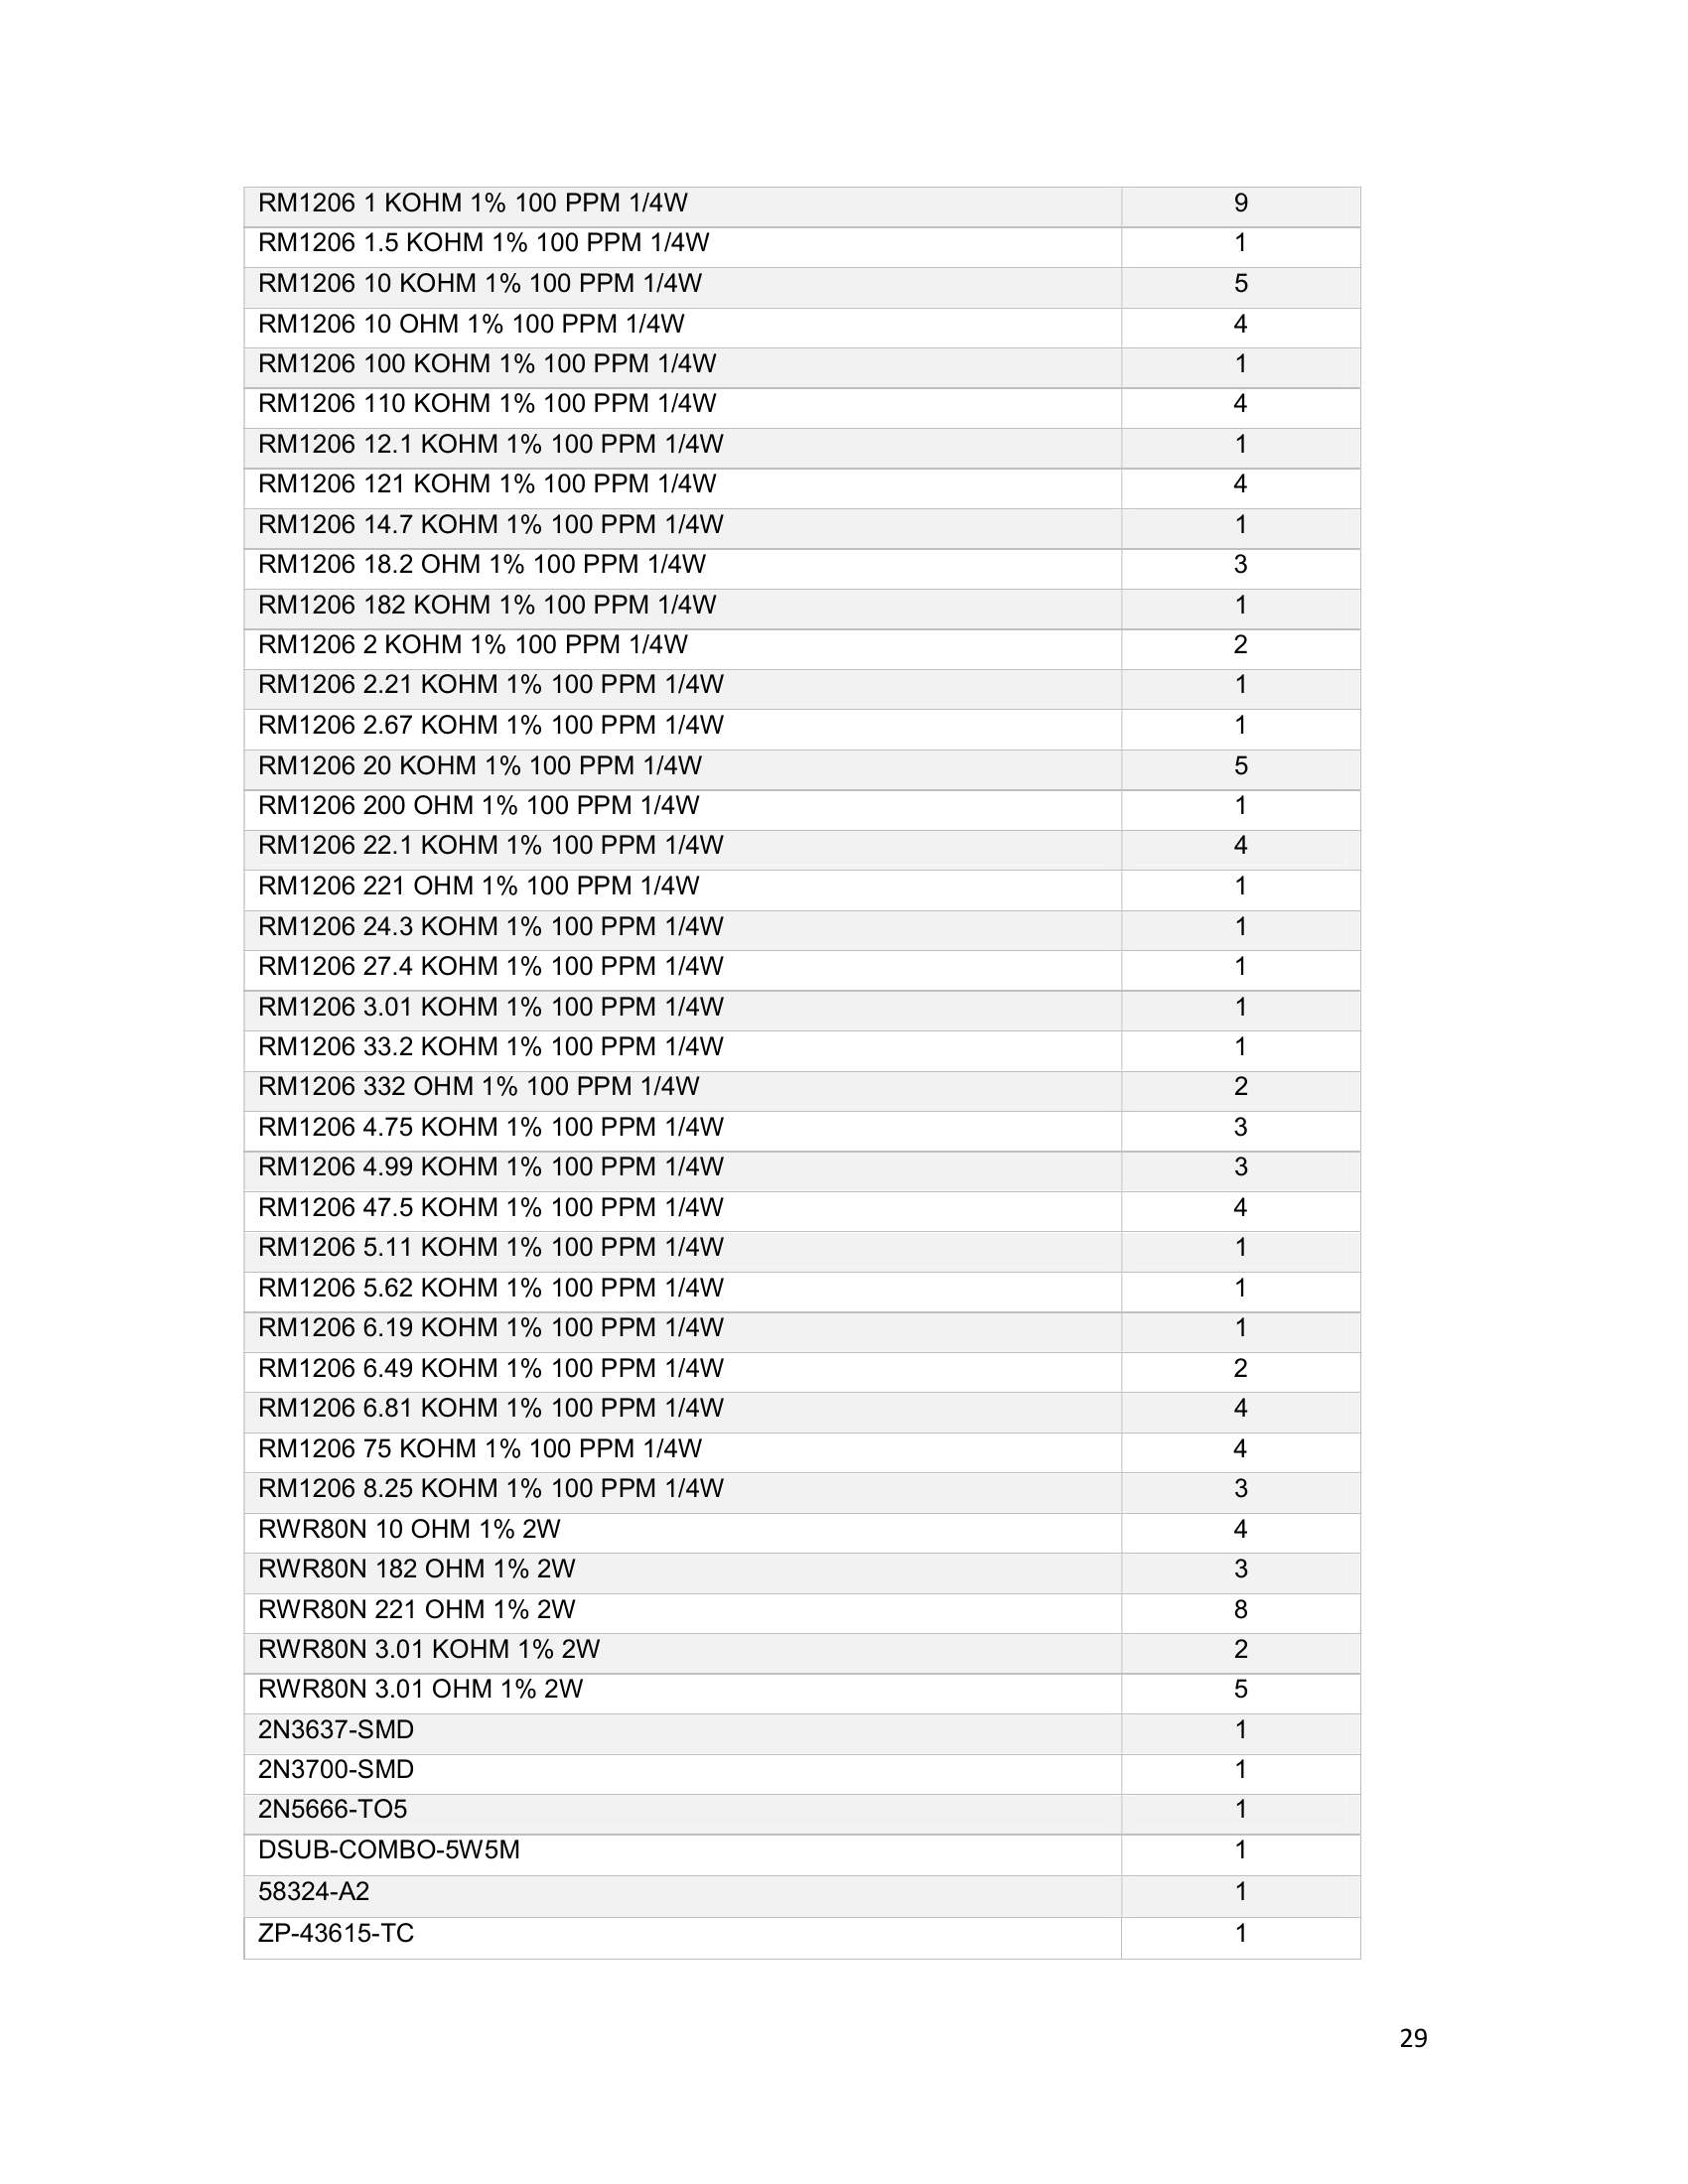 RM1206 1 KOHM 1% 100 PPM 1/4W 9
RM1206 1.5 KOHM 1% 100 PPM 1/4W 1
RM1206 10 KOHM 1% 100 PPM 1/4W 5
RM1206 10 OHM 1% 100 PPM 1/4W 4
RM1206 100 KOHM 1% 100 PPM 1/4W 1
RM1206 110 KOHM 1% 100 PPM 1/4W 4
RM1206 12.1 KOHM 1% 100 PPM 1/4W 1
RM1206 121 KOHM 1% 100 PPM 1/4W 4
RM1206 14.7 KOHM 1% 100 PPM 1/4W 1
RM1206 18.2 OHM 1% 100 PPM 1/4W 3
RM1206 182 KOHM 1% 100 PPM 1/4W 1
RM1206 2 KOHM 1% 100 PPM 1/4W 2
RM1206 2.21 KOHM 1% 100 PPM 1/4W 1
RM1206 2.67 KOHM 1% 100 PPM 1/4W 1
RM1206 20 KOHM 1% 100 PPM 1/4W 5
RM1206 200 OHM 1% 100 PPM 1/4W 1
RM1206 22.1 KOHM 1% 100 PPM 1/4W 4
RM1206 221 OHM 1% 100 PPM 1/4W 1
RM1206 24.3 KOHM 1% 100 PPM 1/4W 1
RM1206 27.4 KOHM 1% 100 PPM 1/4W 1
RM1206 3.01 KOHM 1% 100 PPM 1/4W 1
RM1206 33.2 KOHM 1% 100 PPM 1/4W 1
RM1206 332 OHM 1% 100 PPM 1/4W 2
RM1206 4.75 KOHM 1% 100 PPM 1/4W 3
RM1206 4.99 KOHM 1% 100 PPM 1/4W 3
RM1206 47.5 KOHM 1% 100 PPM 1/4W 4
RM1206 5.11 KOHM 1% 100 PPM 1/4W 1
RM1206 5.62 KOHM 1% 100 PPM 1/4W 1
RM1206 6.19 KOHM 1% 100 PPM 1/4W 1
RM1206 6.49 KOHM 1% 100 PPM 1/4W 2
RM1206 6.81 KOHM 1% 100 PPM 1/4W 4
RM1206 75 KOHM 1% 100 PPM 1/4W 4
RM1206 8.25 KOHM 1% 100 PPM 1/4W 3
RWR80N 10 OHM 1% 2W 4
RWR80N 182 OHM 1% 2W 3
RWR80N 221 OHM 1% 2W 8
RWR80N 3.01 KOHM 1% 2W 2
RWR80N 3.01 OHM 1% 2W 5
2N3637-SMD 1
2N3700-SMD 1
2N5666-TO5 1
DSUB-COMBO-5W5M 1
58324-A2 1
ZP-43615-TC 1
29